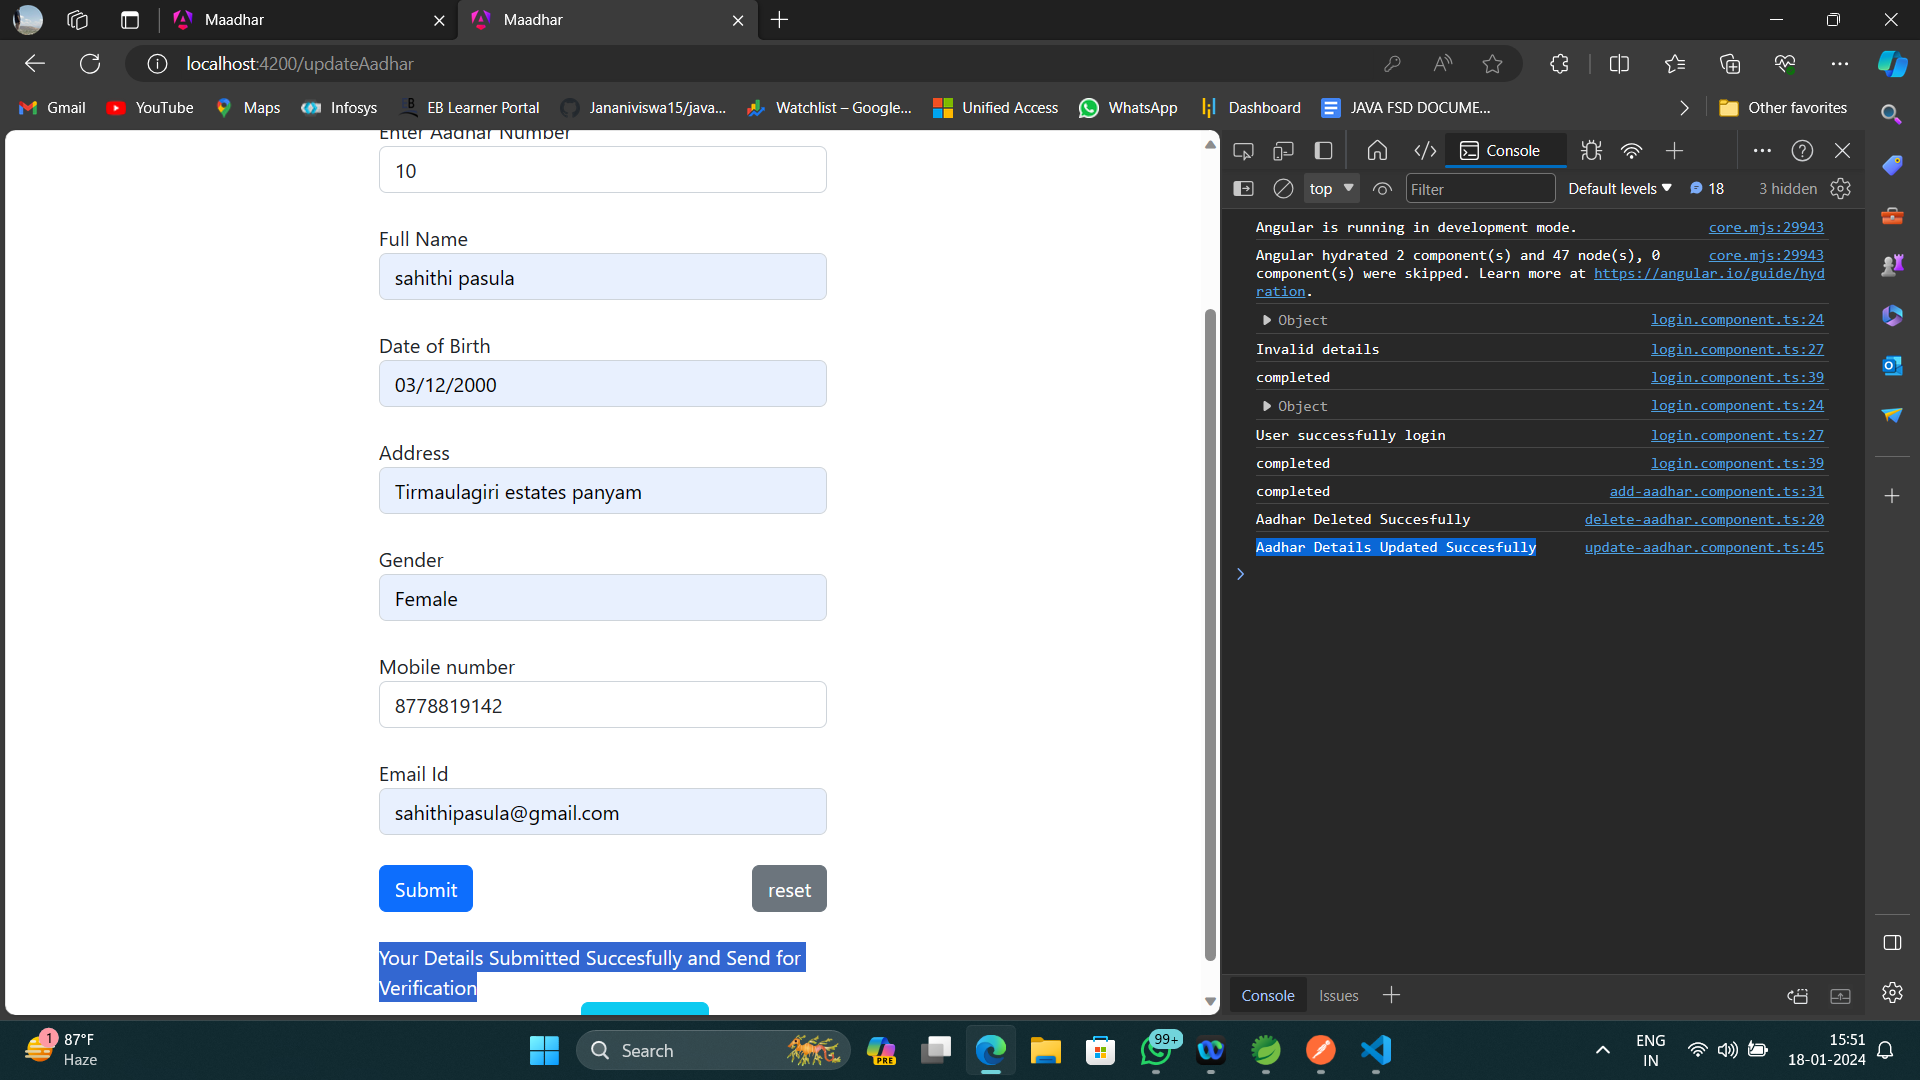 Maadhar
Maadhar
localhost:4200/updateAadhar
Gmail YouTube Maps Infosys EB Learner Portal Jananiviswa15/java... Watchlist – Google... Unified Access WhatsApp Dashboard JAVA FSD DOCUME... Other favorites
Enter Aadhar Number
10
Full Name
sahithi pasula
Date of Birth
03/12/2000
Address
Tirmaulagiri estates panyam
Gender
Female
Mobile number
8778819142
Email Id
sahithipasula@gmail.com
Submit reset
Your Details Submitted Succesfully and Send for
Verification
Console
top Filter Default levels 18 3 hidden
Angular is running in development mode. core.mjs:29943
Angular hydrated 2 component(s) and 47 node(s), 0 core.mjs:29943
component(s) were skipped. Learn more at https://angular.io/guide/hyd
ration.
Object login.component.ts:24
Invalid details login.component.ts:27
completed login.component.ts:39
Object login.component.ts:24
User successfully login login.component.ts:27
completed login.component.ts:39
completed add-aadhar.component.ts:31
Aadhar Deleted Succesfully delete-aadhar.component.ts:20
Aadhar Details Updated Succesfully update-aadhar.component.ts:45
Console Issues
1 87°F
Haze
Search
PRE
99+
ENG
IN
15:51
18-01-2024